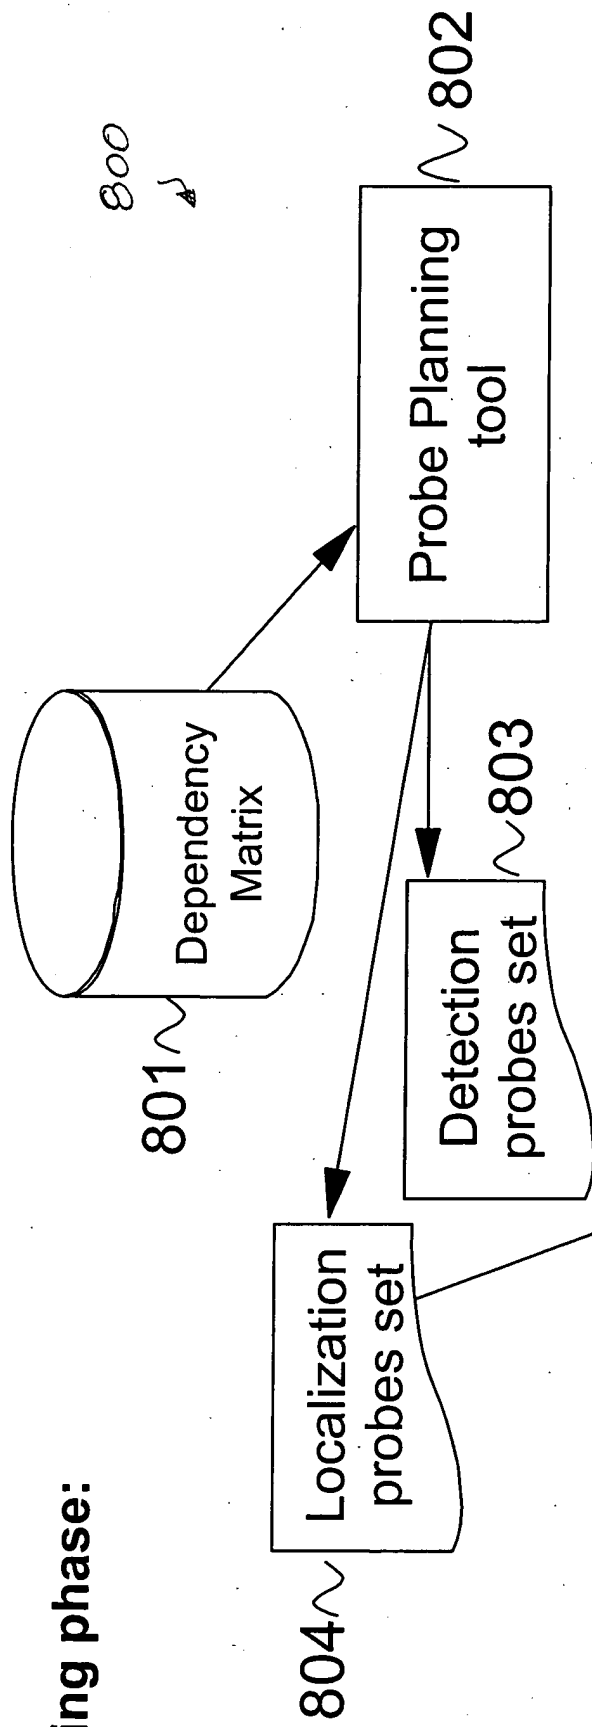 ing phase:
800
801
Dependency
Matrix
804
Localization
probes set
Probe Planning
tool
802
Detection
probes set
803